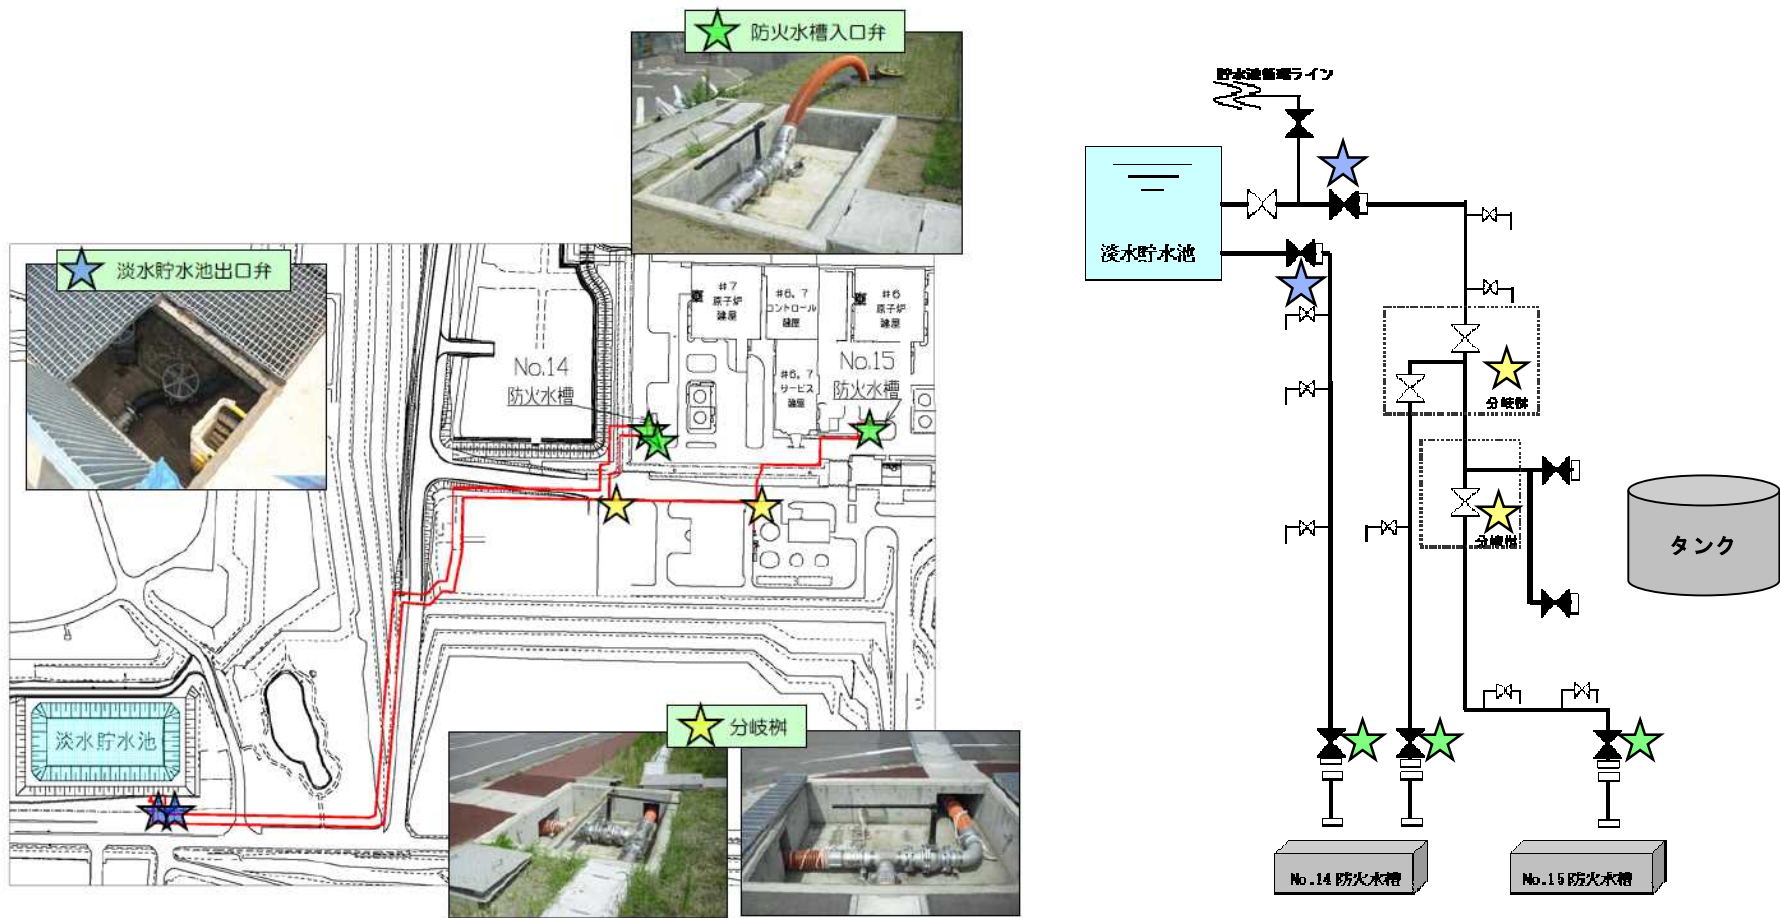 防火水槽入口弁
淡水貯水池出口弁
#7
原子炉
建屋
#6、7
コントロール
建屋
#6
原子炉
建屋
#6、7
サービス
建屋
No.14
防火水槽
No.15
防火水槽
淡水貯水池
分岐桝
貯水池循環ライン
淡水貯水池
分岐桝
分岐桝
タンク
No.14防火水槽
No.15防火水槽